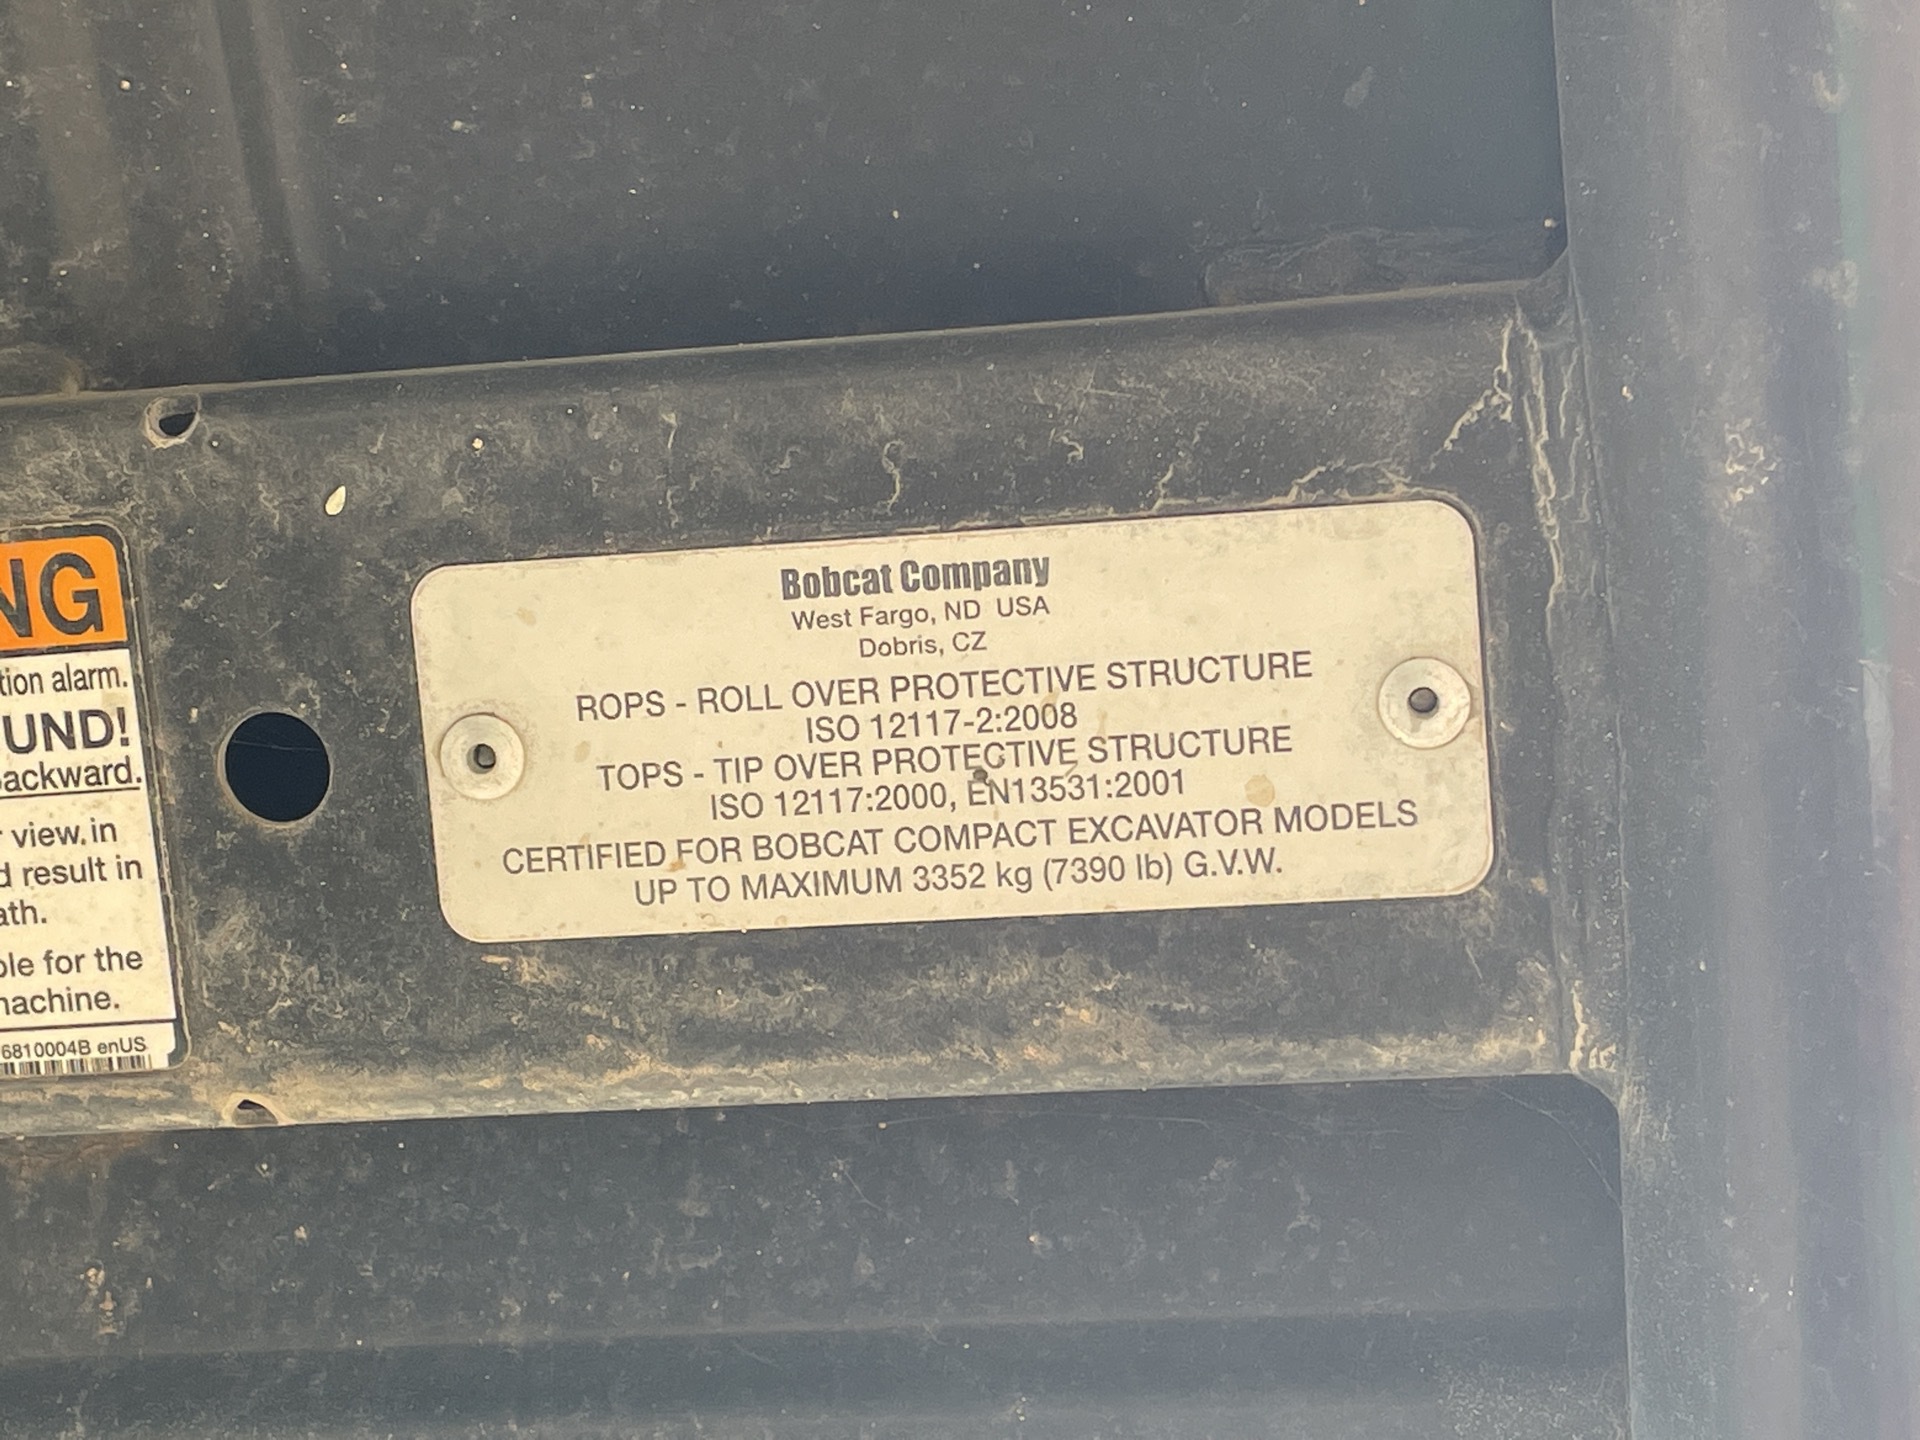 NG
tion alarm.
UND!
backward.
view, in
d result in
ath.
ble for the
machine.
6810004B enUS
Bobcat Company
West Fargo, ND USA
Dobris, CZ
ROPS - ROLL OVER PROTECTIVE STRUCTURE
ISO 12117-2:2008
TOPS - TIP OVER PROTECTIVE STRUCTURE
ISO 12117:2000, EN13531:2001
CERTIFIED FOR BOBCAT COMPACT EXCAVATOR MODELS
UP TO MAXIMUM 3352 kg (7390 lb) G.V.W.